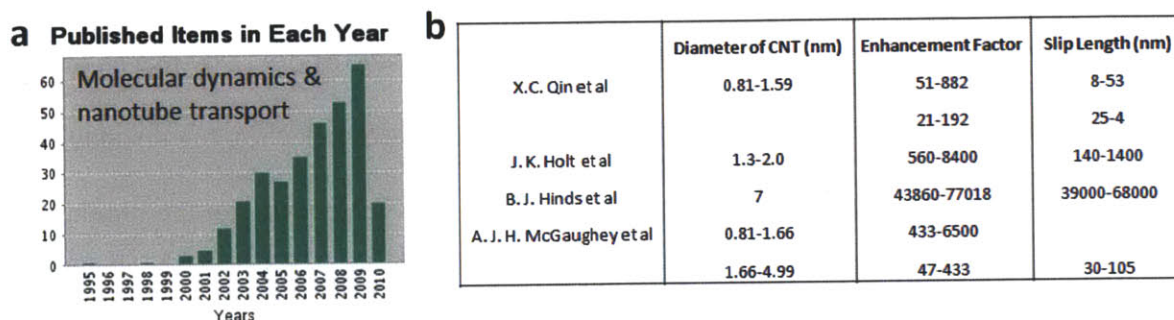 a Published Items in Each Year
Molecular dynamics &
nanotube transport
60
50
40
30
20
10
0
1995 1996 1997 1998 1999 2000 2001 2002 2003 2004 2005 2006 2007 2008 2009 2010
Years
b
Diameter of CNT (nm) Enhancement Factor Slip Length (nm)
X.C. Qin et al 0.81-1.59 51-882 8-53
21-192 25-4
J. K. Holt et al 1.3-2.0 560-8400 140-1400
B. J. Hinds et al 7 43860-77018 39000-68000
A. J. H. McGaughey et al 0.81-1.66 433-6500
1.66-4.99 47-433 30-105